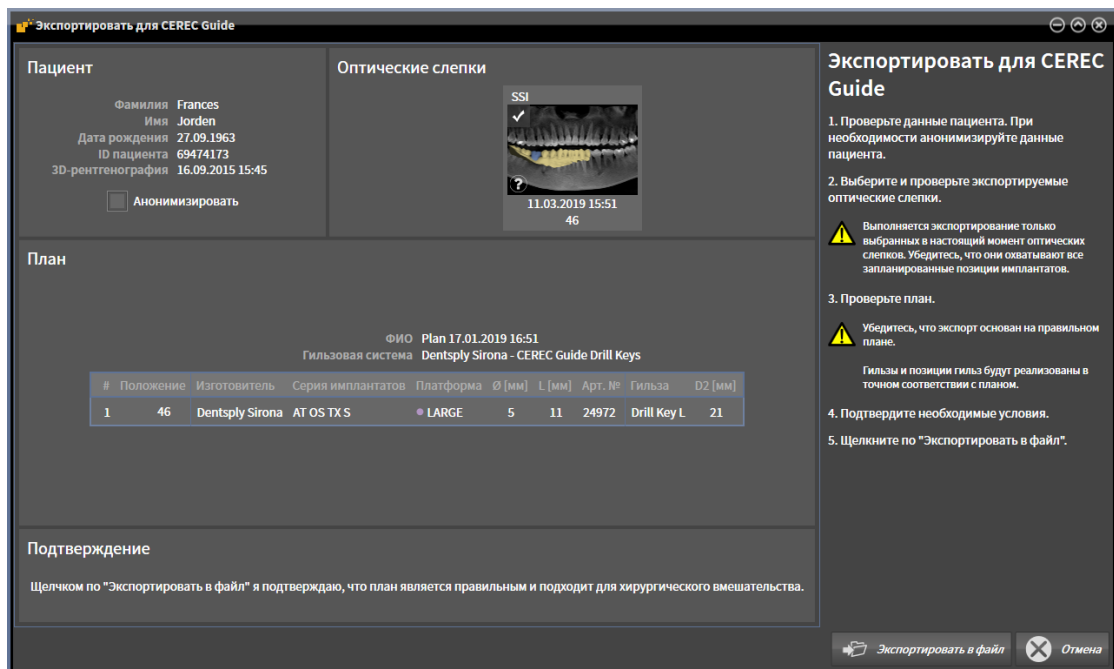 Экспортировать для CEREC Guide
Пациент
Фамилия Frances
Имя Jorden
Дата рождения 27.09.1963
ID пациента 69474173
3D-рентгенография 16.09.2015 15:45
Анонимизировать
Оптические слепки
SSI
?
11.03.2019 15:51
46
План
ФИО Plan 17.01.2019 16:51
Гильзовая система Dentsply Sirona - CEREC Guide Drill Keys
# Положение Изготовитель Серия имплантатов Платформа Ø [мм] L [мм] Арт. № Гильза D2 [мм]
1 46 Dentsply Sirona AT OS TX S LARGE 5 11 24972 Drill Key L 21
Подтверждение
Щелчком по "Экспортировать в файл" я подтверждаю, что план является правильным и подходит для хирургического вмешательства.
Экспортировать для CEREC
Guide
1. Проверьте данные пациента. При
необходимости анонимизируйте данные
пациента.
2. Выберите и проверьте экспортируемые
оптические слепки.
Выполняется экспортирование только
выбранных в настоящий момент оптических
слепков. Убедитесь, что они охватывают все
запланированные позиции имплантатов.
3. Проверьте план.
Убедитесь, что экспорт основан на правильном
плане.
Гильзы и позиции гильз будут реализованы в
точном соответствии с планом.
4. Подтвердите необходимые условия.
5. Щелкните по "Экспортировать в файл".
Экспортировать в файл
Отмена